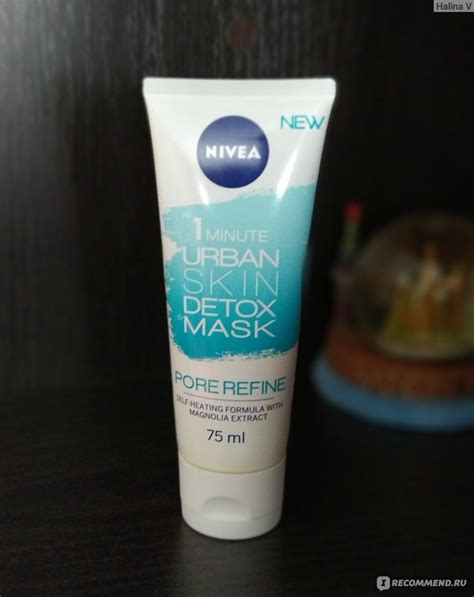 Halina V
NEW
NIVEA
1 MINUTE
URBAN
SKIN
DETOX
MASK
PORE REFINE
SELF-HEATING FORMULA WITH
MAGNOLIA EXTRACT
75 ml
IRECOMMEND.RU